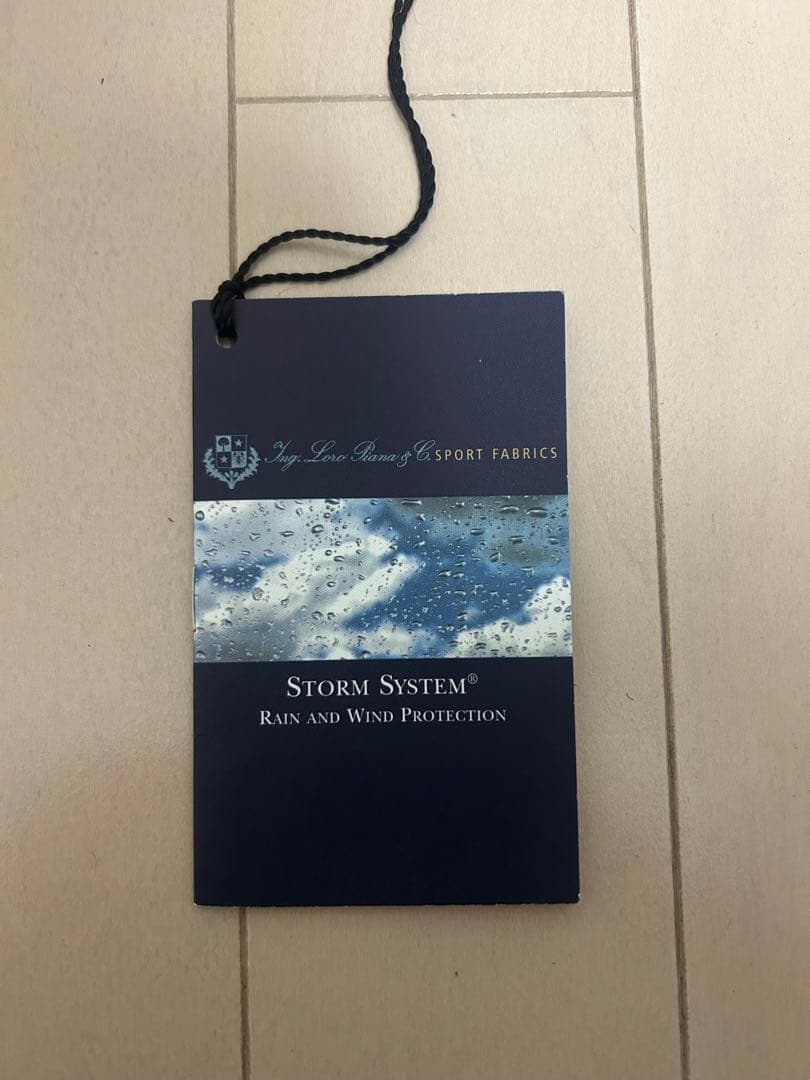 Ing. Loro Piana & C. SPORT FABRICS
STORM SYSTEM®
RAIN AND WIND PROTECTION